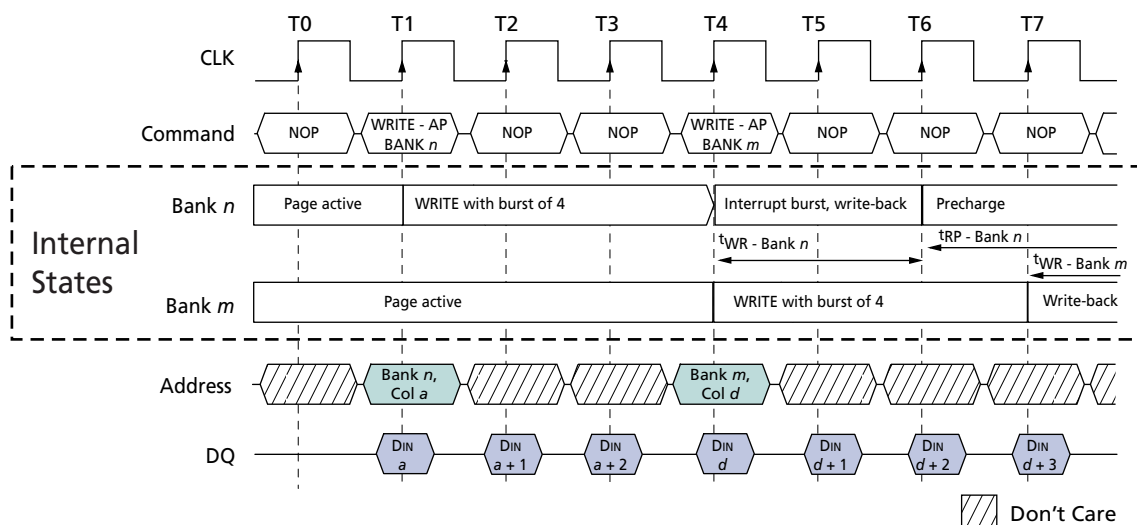 T0 T1 T2 T3 T4 T5 T6 T7
CLK
Command NOP WRITE - AP BANK n NOP NOP WRITE - AP BANK m NOP NOP NOP
Internal States
Bank n Page active WRITE with burst of 4 Interrupt burst, write-back Precharge
tWR - Bank n tRP - Bank n
tWR - Bank m
Bank m Page active WRITE with burst of 4 Write-back
Address Bank n, Col a Bank m, Col d
DQ DIN a DIN a + 1 DIN a + 2 DIN d DIN d + 1 DIN d + 2 DIN d + 3
Don't Care